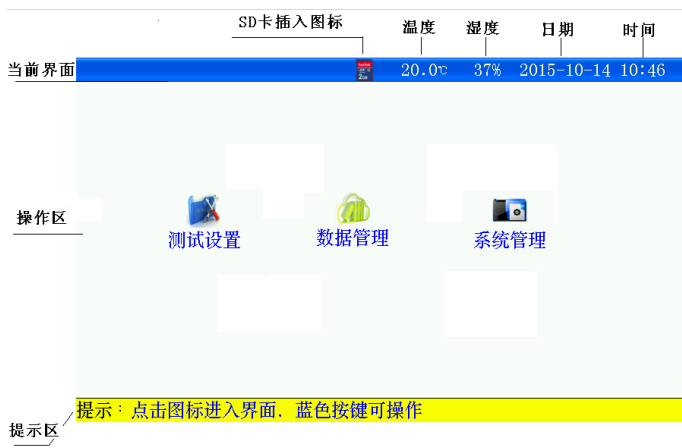 SD卡插入图标
温度 湿度 日期 时间
当前界面
20.0℃ 37% 2015-10-14 10:46
操作区
测试设置 数据管理 系统管理
提示：点击图标进入界面．蓝色按键可操作
提示区